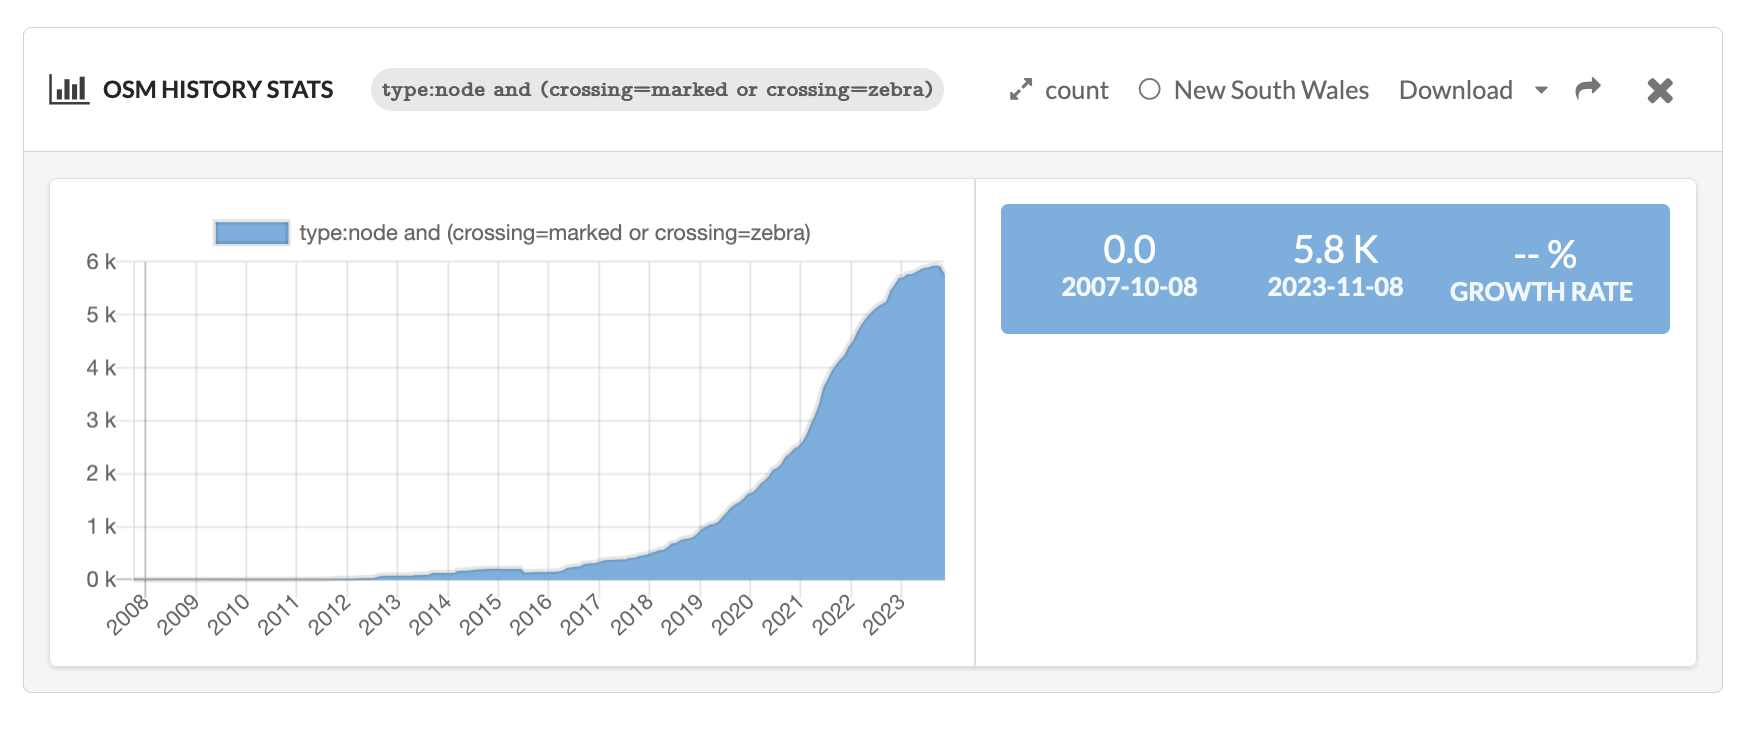 OSM HISTORY STATS type:node and (crossing=marked or crossing=zebra) count New South Wales Download
type:node and (crossing=marked or crossing=zebra)
6 k
5 k
4 k
3 k
2 k
1 k
0 k
2008 2009 2010 2011 2012 2013 2014 2015 2016 2017 2018 2019 2020 2021 2022 2023
0.0 5.8 K -- %
2007-10-08 2023-11-08 GROWTH RATE